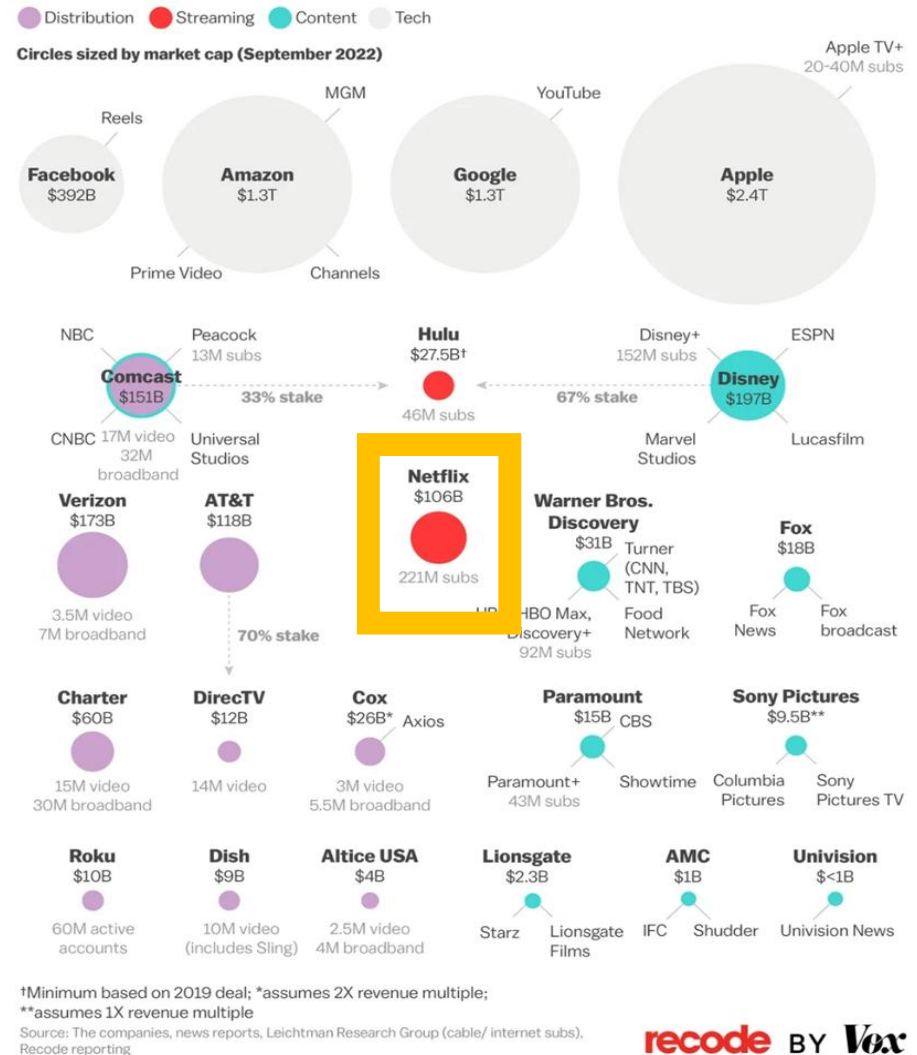 Distribution Streaming Content Tech
Circles sized by market cap (September 2022)
Apple TV+
20-40M subs
MGM
YouTube
Reels
Facebook
$392B
Amazon
$1.3T
Google
$1.3T
Apple
$2.4T
Prime Video
Channels
NBC
Peacock
13M subs
Comcast
$151B
CNBC
17M video
32M
broadband
Universal
Studios
33% stake
Hulu
$27.5B†
46M subs
67% stake
Disney+
152M subs
ESPN
Disney
$197B
Marvel
Studios
Lucasfilm
Verizon
$173B
3.5M video
7M broadband
AT&T
$118B
70% stake
Netflix
$106B
221M subs
Warner Bros.
Discovery
$31B
Turner
(CNN,
TNT, TBS)
HBO Max,
Discovery+
92M subs
Food
Network
Fox
$18B
Fox
News
Fox
broadcast
Charter
$60B
15M video
30M broadband
DirecTV
$12B
14M video
Cox
$26B*
Axios
3M video
5.5M broadband
Paramount
$15B
CBS
Paramount+
43M subs
Showtime
Sony Pictures
$9.5B**
Columbia
Pictures
Sony
Pictures TV
Roku
$10B
60M active
accounts
Dish
$9B
10M video
(includes Sling)
Altice USA
$4B
2.5M video
4M broadband
Lionsgate
$2.3B
Starz
Lionsgate
Films
AMC
$1B
IFC
Shudder
Univision
$<1B
Univision News
†Minimum based on 2019 deal; *assumes 2X revenue multiple;
**assumes 1X revenue multiple
Source: The companies, news reports, Leichtman Research Group (cable/ internet subs),
Recode reporting
recode BY Vox